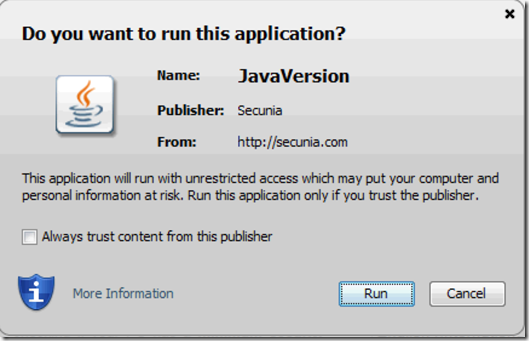 Do you want to run this application?
Name: JavaVersion
Publisher: Secunia
From: http://secunia.com
This application will run with unrestricted access which may put your computer and
personal information at risk. Run this application only if you trust the publisher.
Always trust content from this publisher
More Information Run Cancel